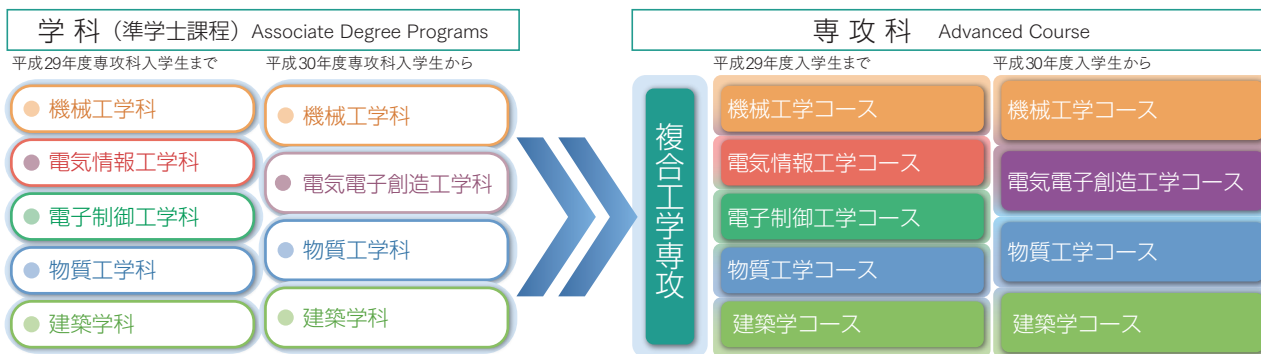 学科（準学士課程）Associate Degree Programs
平成29年度専攻科入学生まで
機械工学科
電気情報工学科
電子制御工学科
物質工学科
建築学科
平成30年度専攻科入学生から
機械工学科
電気電子創造工学科
物質工学科
建築学科
専攻科 Advanced Course
複合工学専攻
平成29年度入学生まで
機械工学コース
電気情報工学コース
電子制御工学コース
物質工学コース
建築学コース
平成30年度入学生から
機械工学コース
電気電子創造工学コース
物質工学コース
建築学コース